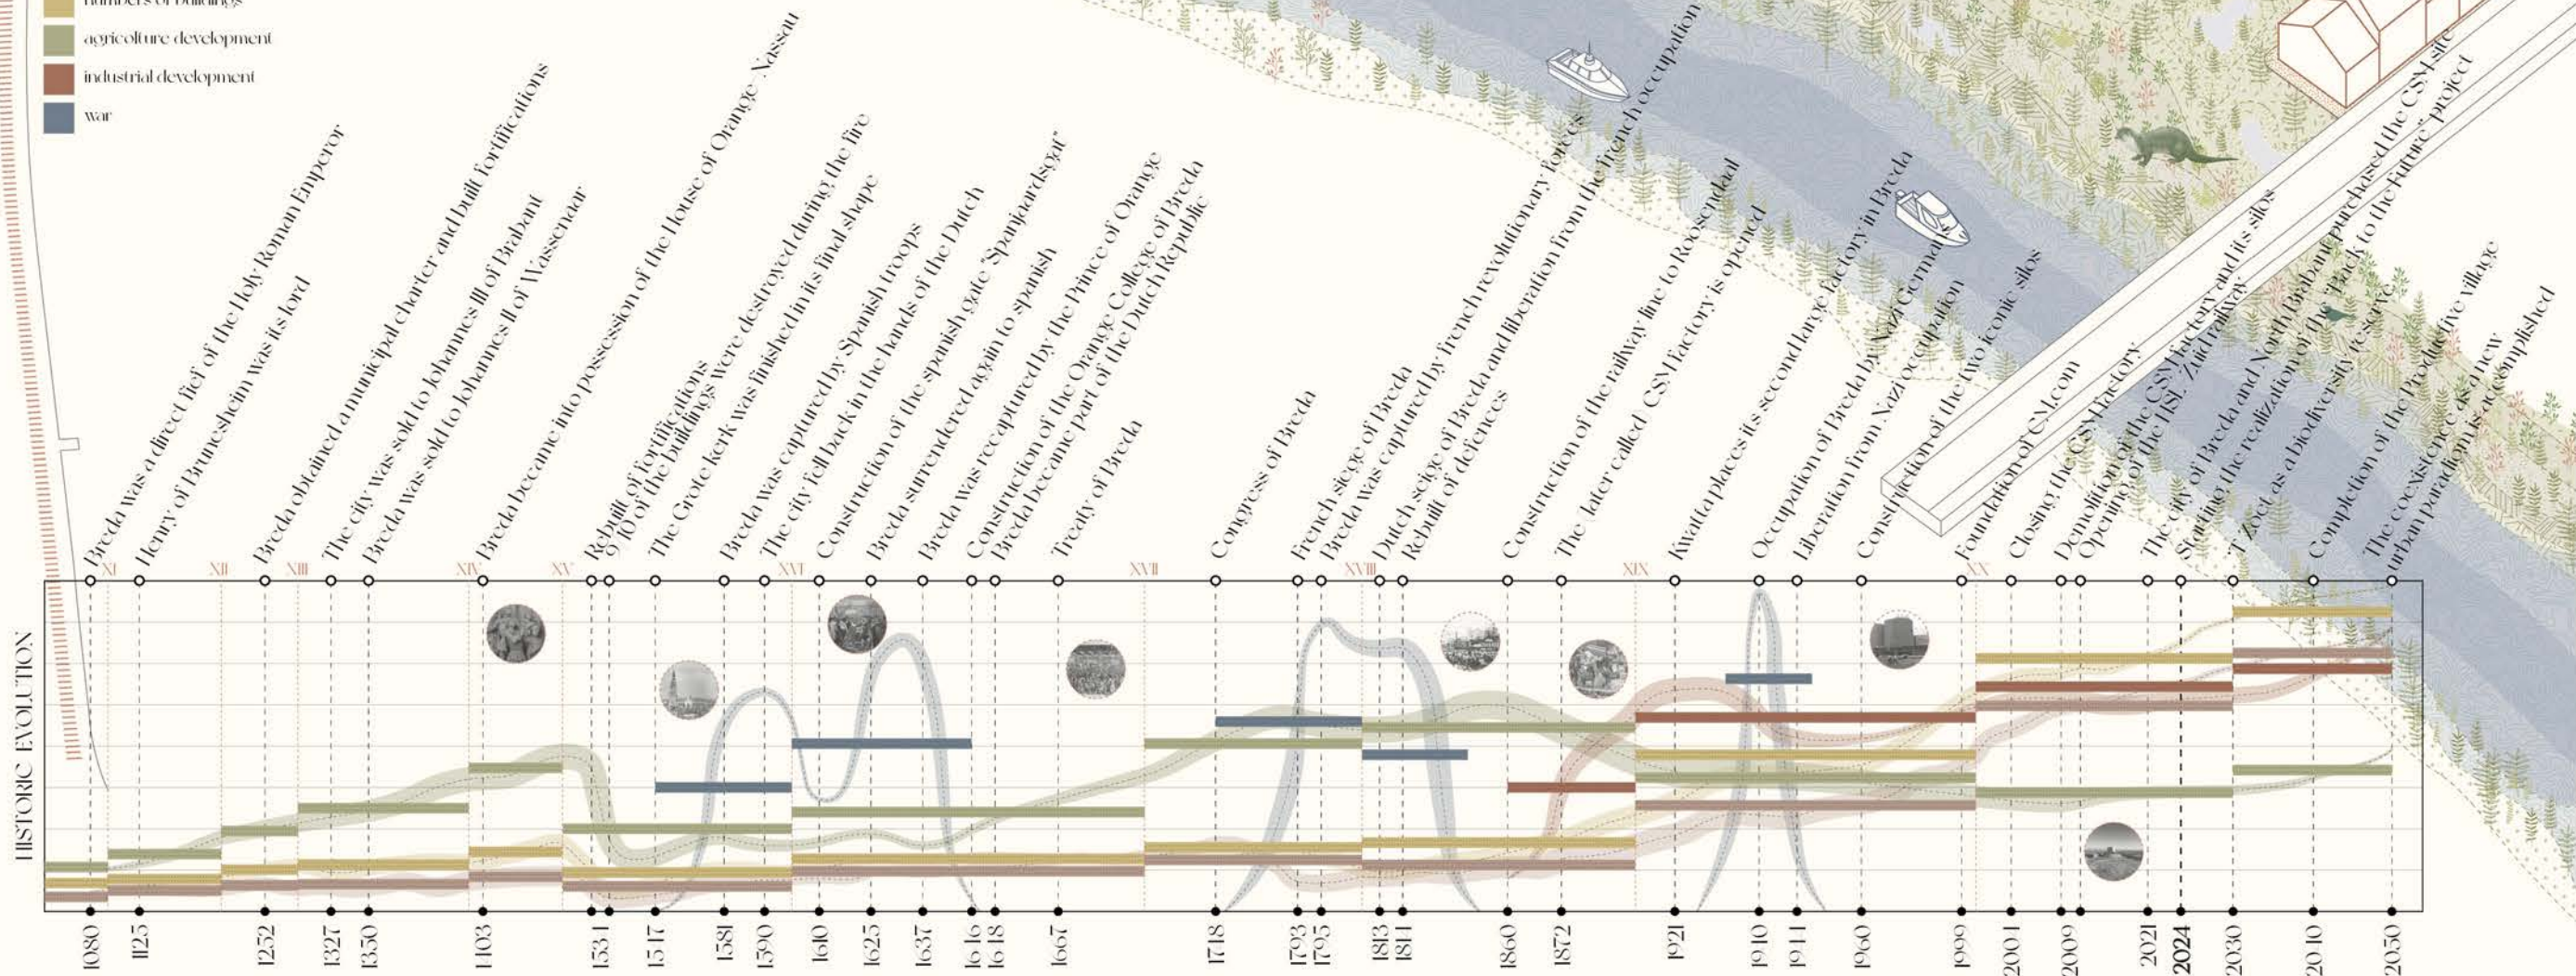 numbers of buildings
agricolture development
industrial development
war
Breda was a direct fief of the Holy Roman Emperor
Henry of Brunesheim was its lord
Breda obtained a municipal charter and built fortifications
The city was sold to Johannes III of Brabant
Breda was sold to Johannes II of Wassenaar
Breda became into possession of the House of Orange-Nassau
Rebuilt of fortifications
9/10 of the buildings were destroyed during the fire
The Grote kerk was finished in its final shape
Breda was captured by Spanish troops
The city fell back in the hands of the Dutch
Construction of the spanish gate "Spanjaardsgat"
Breda surrendered again to spanish
Breda was recaptured by the Prince of Orange
Construction of the Orange College of Breda
Breda became part of the Dutch Republic
Treaty of Breda
Congress of Breda
French siege of Breda
Breda was captured by french revolutionary forces
Dutch seige of Breda and liberation from the french occupation
Rebuilt of defences
Construction of the railway line to Roosendaal
The later called CSM factory is opened
Kwatta places its second large factory in Breda
Occupation of Breda by Nazi Germany
Liberation from Nazi occupation
Construction of the two iconic silos
Foundation of CM.com
Closing the CSM factory
Demolition of the CSM factory and its silos
Opening of the HSL-Zuid railway
The city of Breda and North Brabant purchased the CSM site
Starting the realization of the "Back to the Future" project
't Zoet as a biodiversity reserve
Completion of the Productive village
The coexistence as a new
urban paradigm is accomplished
XI XII XIII XIV XV XVI XVII XVIII XIX XX
HISTORIC EVOLUTION
1080 1125 1252 1327 1350 1403 1534 1547 1581 1590 1610 1625 1637 1646 1648 1667 1748 1793 1795 1813 1814 1860 1872 1921 1940 1944 1960 1999 2004 2009 2021 2024 2030 2040 2050